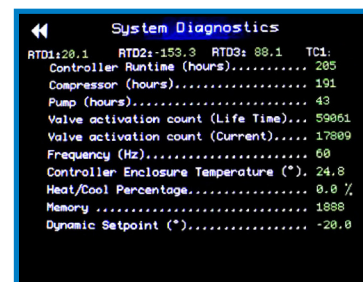 System Diagnostics
RTD1:20.1 RTD2:-153.3 RTD3: 88.1 TC1:
Controller Runtime (hours)........... 205
Compressor (hours)................... 191
Pump (hours)......................... 43
Valve activation count (Life Time)... 59061
Valve activation count (Current)..... 17809
Frequency (Hz)....................... 60
Controller Enclosure Temperature (°). 24.8
Heat/Cool Percentage................. 0.0 %
Memory .............................. 1888
Dynamic Setpoint (°)................. -20.0